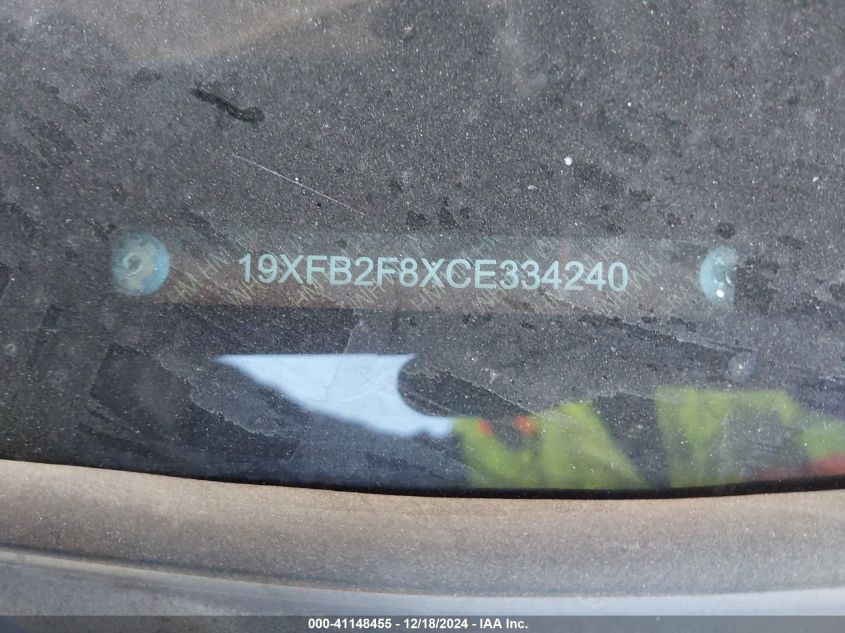 19XFB2F8XCE334240
000-41148455 - 12/18/2024 - IAA Inc.